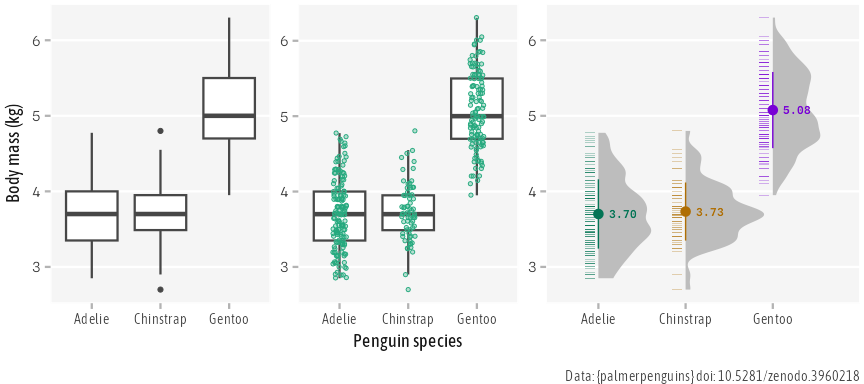 Body mass (kg)
6
5
4
3
Adelie Chinstrap Gentoo
6
5
4
3
Adelie Chinstrap Gentoo
6
5
4
3
5.08
3.70
3.73
Adelie Chinstrap Gentoo
Penguin species
Data: {palmerpenguins} doi: 10.5281/zenodo.3960218